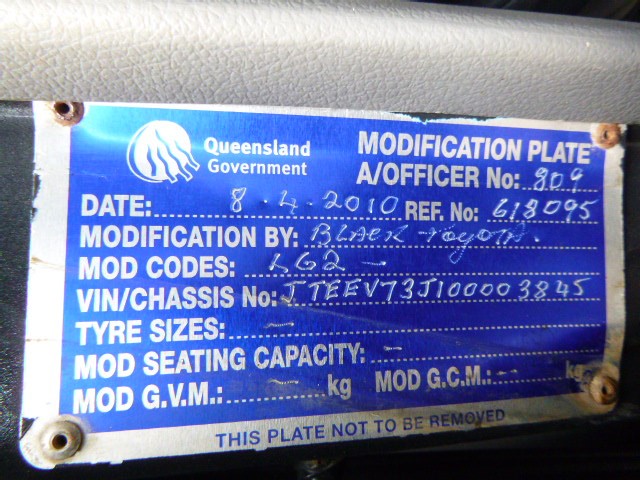 Queensland Government
MODIFICATION PLATE
A/OFFICER No: 809
DATE: 8.4.2010 REF. No: 618095
MODIFICATION BY: BLACK TOYOTA.
MOD CODES: LG2 -
VIN/CHASSIS No: JTEEV73J100003845
TYRE SIZES: -
MOD SEATING CAPACITY: -
MOD G.V.M.: - kg MOD G.C.M.: -- kg
THIS PLATE NOT TO BE REMOVED